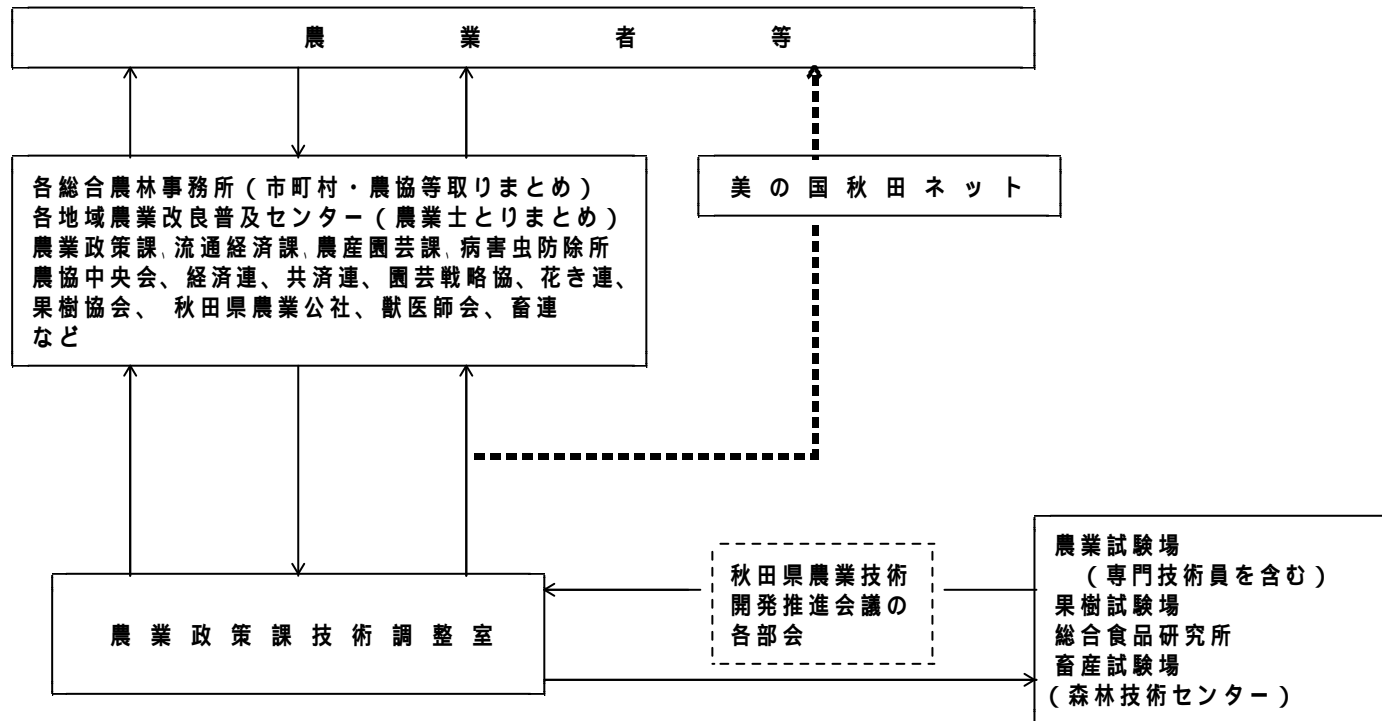 農業者等
各総合農林事務所（市町村・農協等取りまとめ）
各地域農業改良普及センター（農業士とりまとめ）
農業政策課、流通経済課、農産園芸課、病害虫防除所
農協中央会、経済連、共済連、園芸戦略協、花き連、
果樹協会、 秋田県農業公社、獣医師会、畜連
など
美の国秋田ネット
秋田県農業技術
開発推進会議の
各部会
農業政策課技術調整室
農業試験場
（専門技術員を含む）
果樹試験場
総合食品研究所
畜産試験場
（森林技術センター）